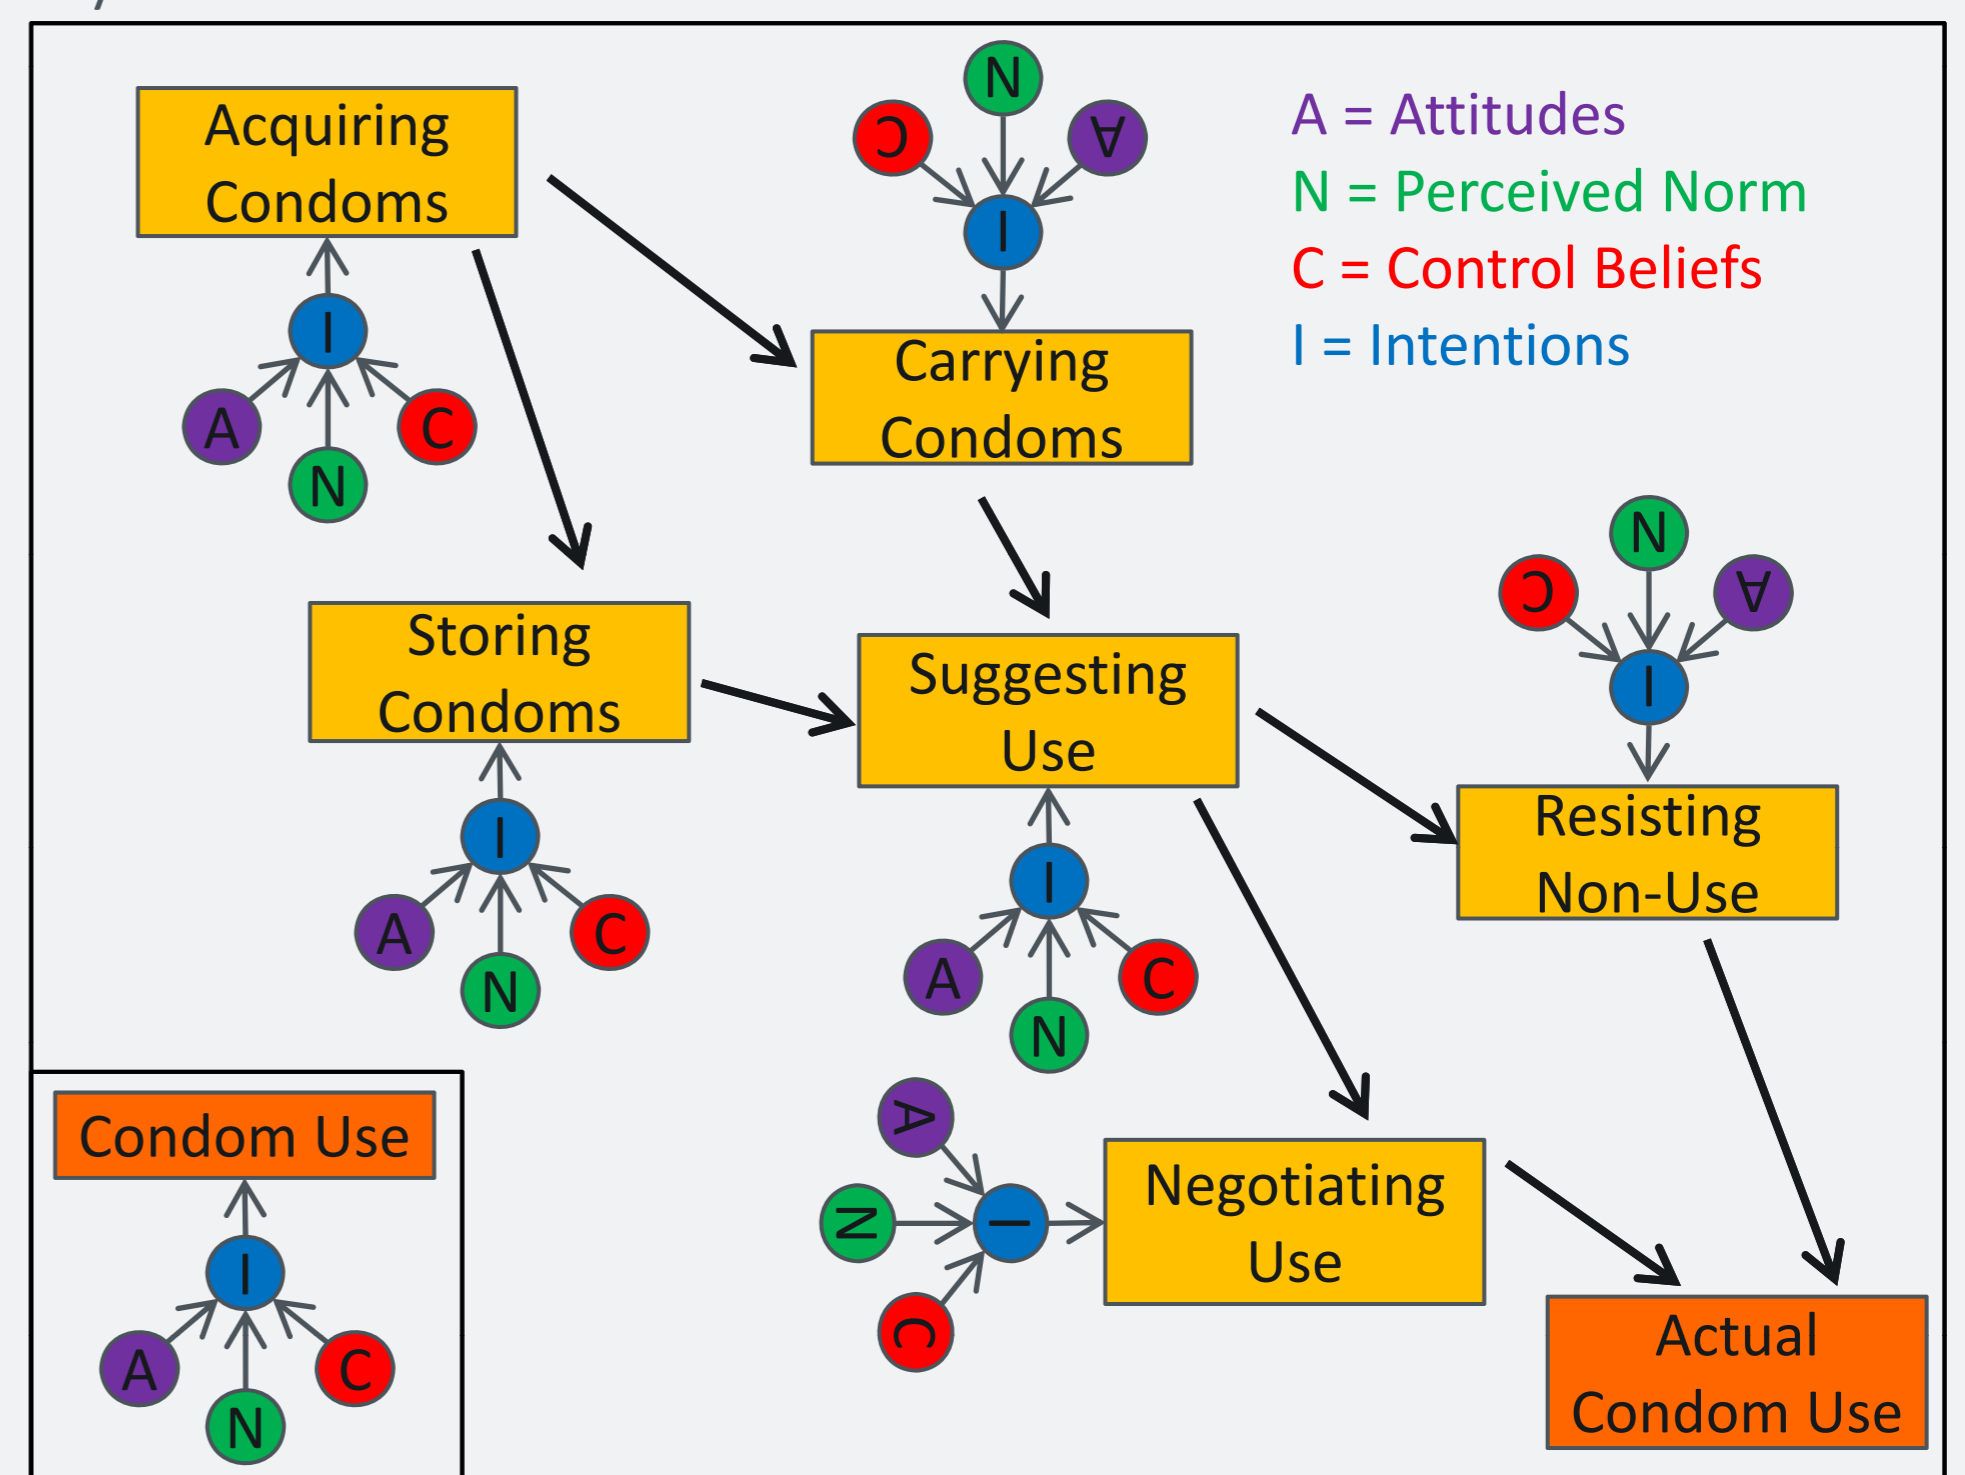 Acquiring
Condoms
I
A
N
C
N
C
A
I
Carrying
Condoms
A = Attitudes
N = Perceived Norm
C = Control Beliefs
I = Intentions
Storing
Condoms
I
A
N
C
Suggesting
Use
I
A
N
C
N
C
A
I
Resisting
Non-Use
A
N
I
C
Negotiating
Use
Condom Use
I
A
N
C
Actual
Condom Use